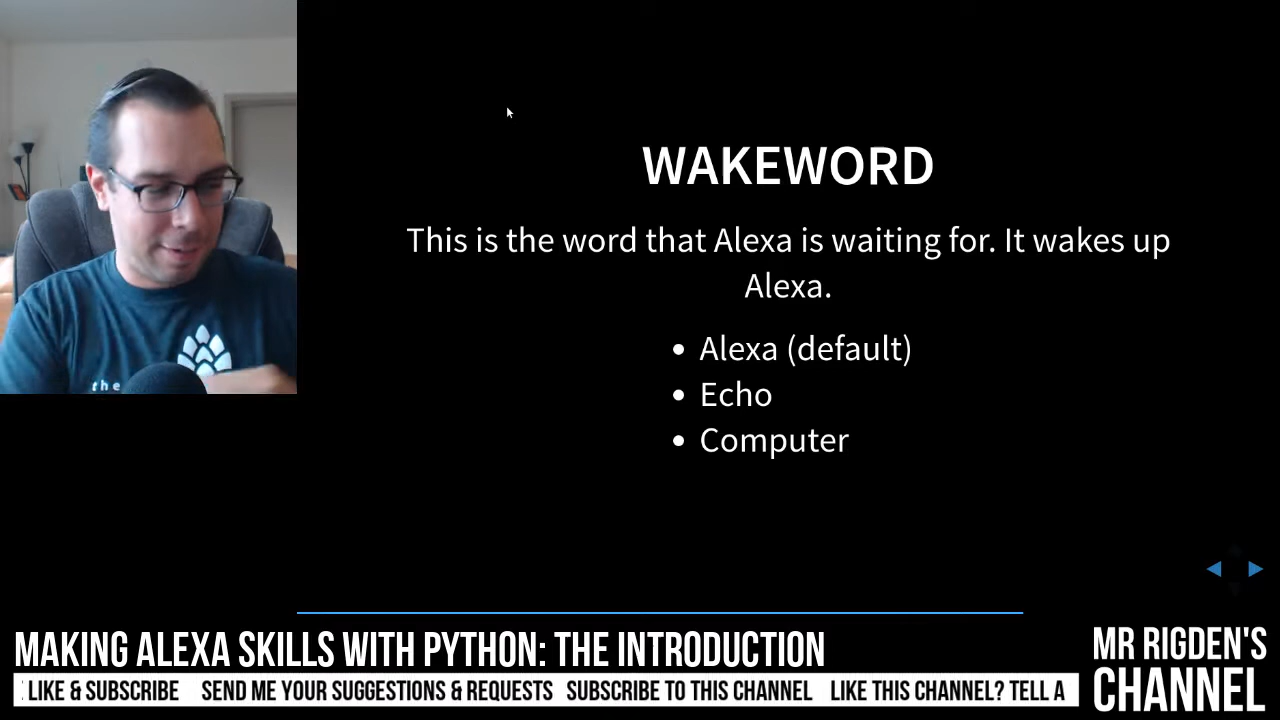 WAKEWORD
This is the word that Alexa is waiting for. It wakes up
Alexa.
• Alexa (default)
• Echo
• Computer
the
MAKING ALEXA SKILLS WITH PYTHON: THE INTRODUCTION
LIKE & SUBSCRIBE SEND ME YOUR SUGGESTIONS & REQUESTS SUBSCRIBE TO THIS CHANNEL LIKE THIS CHANNEL? TELL A
MR RIGDEN'S
CHANNEL